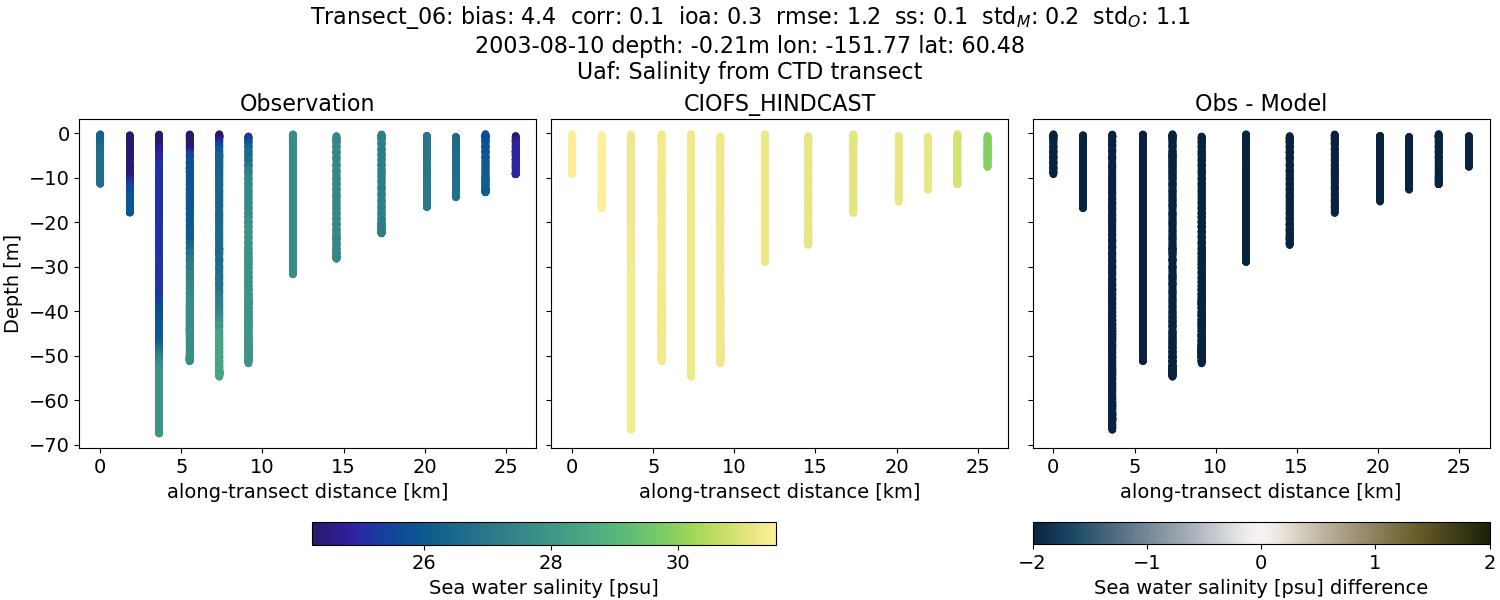 Transect_06: bias: 4.4  corr: 0.1  ioa: 0.3  rmse: 1.2  ss: 0.1  std_M: 0.2  std_O: 1.1
2003-08-10 depth: -0.21m lon: -151.77 lat: 60.48
Uaf: Salinity from CTD transect
Observation
CIOFS_HINDCAST
Obs - Model
Depth [m]
0
−10
−20
−30
−40
−50
−60
−70
0 5 10 15 20 25
0 5 10 15 20 25
0 5 10 15 20 25
along-transect distance [km]
along-transect distance [km]
along-transect distance [km]
26 28 30
Sea water salinity [psu]
−2 −1 0 1 2
Sea water salinity [psu] difference